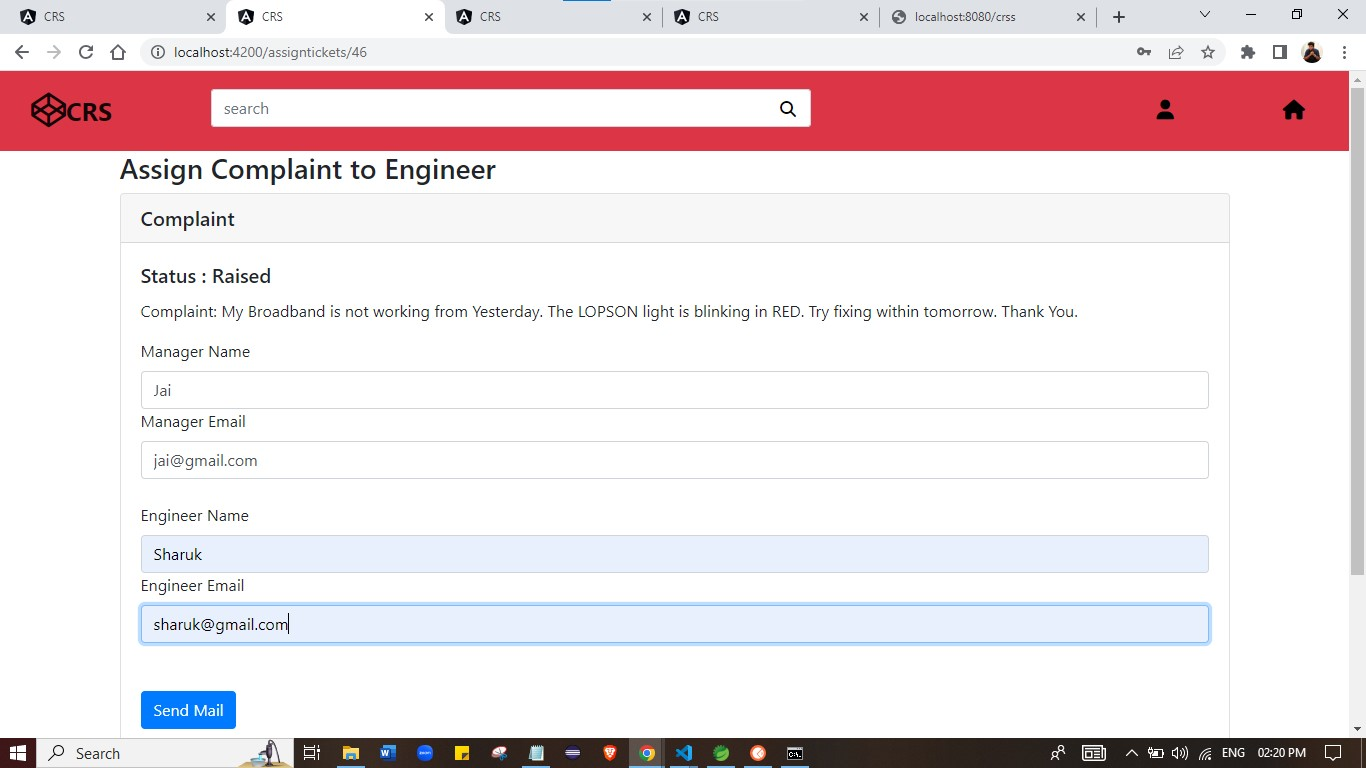 CRS
CRS
CRS
CRS
localhost:8080/crss
localhost:4200/assigntickets/46
CRS
search
Assign Complaint to Engineer
Complaint
Status : Raised
Complaint: My Broadband is not working from Yesterday. The LOPSON light is blinking in RED. Try fixing within tomorrow. Thank You.
Manager Name
Jai
Manager Email
jai@gmail.com
Engineer Name
Sharuk
Engineer Email
sharuk@gmail.com
Send Mail
Search
ENG
02:20 PM